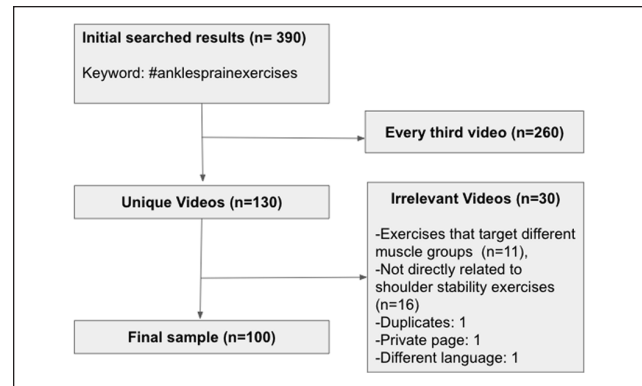 Initial searched results (n= 390)
Keyword: #anklesprainexercises
Every third video (n=260)
Unique Videos (n=130)
Irrelevant Videos (n=30)
-Exercises that target different
muscle groups (n=11),
-Not directly related to
shoulder stability exercises
(n=16)
-Duplicates: 1
-Private page: 1
-Different language: 1
Final sample (n=100)